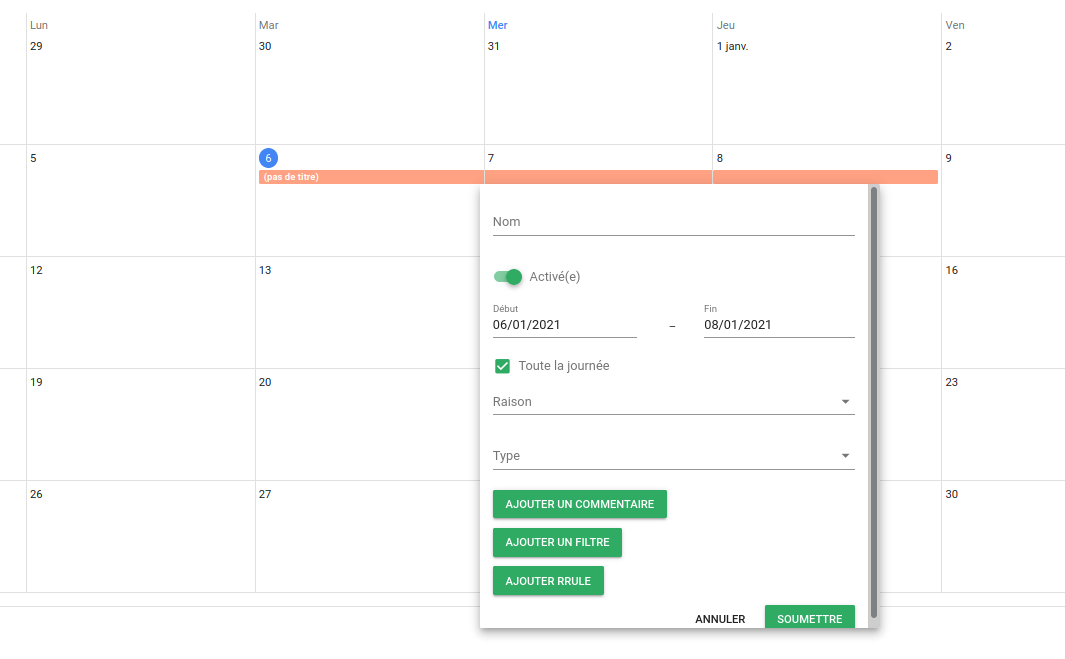 Lun Mar Mer Jeu Ven
29 30 31 1 janv. 2
5 6 7 8 9
(pas de titre)
Nom
12 13 16
Activé(e)
Début Fin
06/01/2021 – 08/01/2021
Toute la journée
19 20 23
Raison
Type
26 27 30
AJOUTER UN COMMENTAIRE
AJOUTER UN FILTRE
AJOUTER RRULE
ANNULER SOUMETTRE